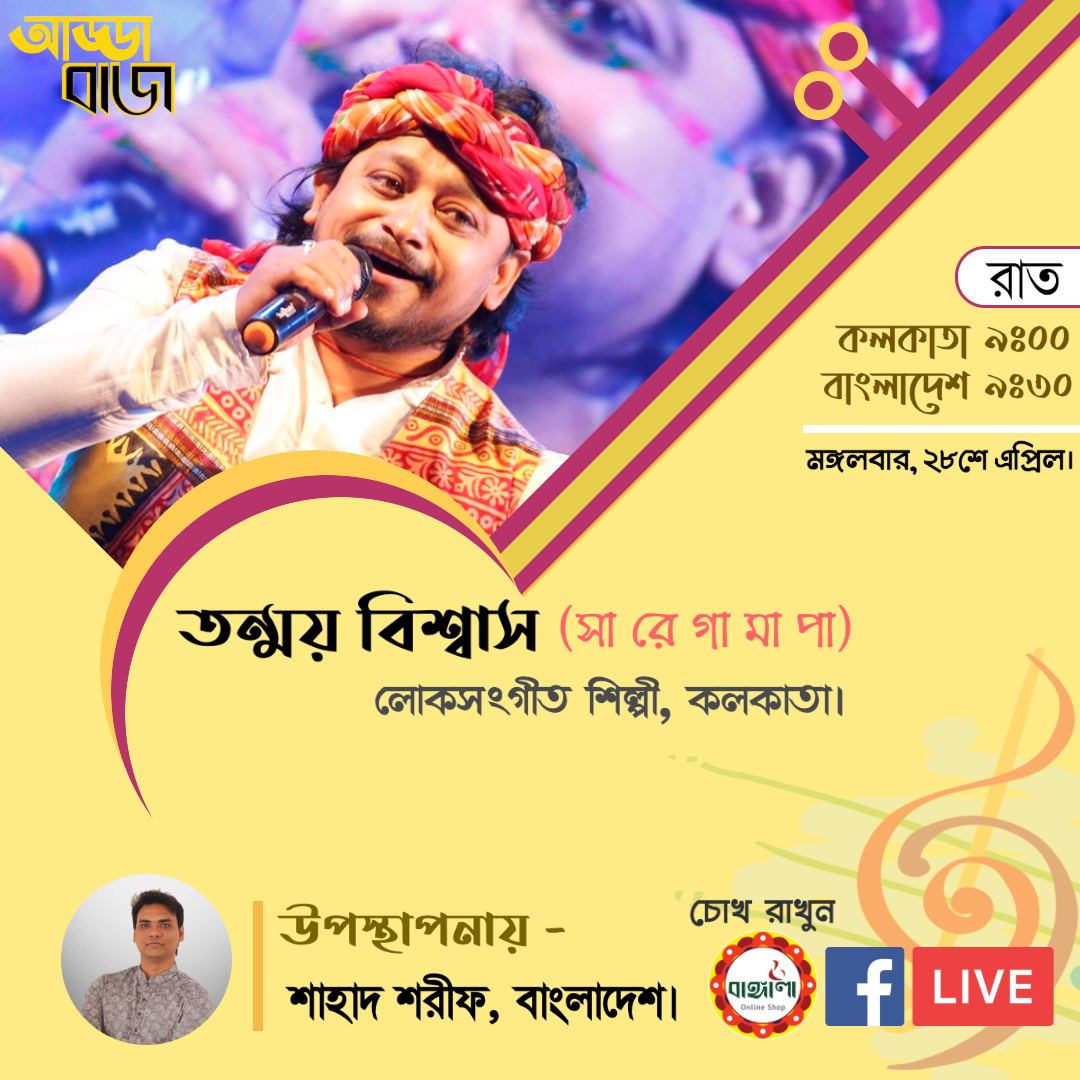 আড্ডা
বাজী
রাত
কলকাতা ৯ঃ০০
বাংলাদেশ ৯ঃ৩০
মঙ্গলবার, ২৮শে এপ্রিল।
তন্ময় বিশ্বাস (সা রে গা মা পা)
লোকসংগীত শিল্পী, কলকাতা।
উপস্থাপনায় -
শাহাদ শরীফ, বাংলাদেশ।
চোখ রাখুন
Online Shop
f LIVE